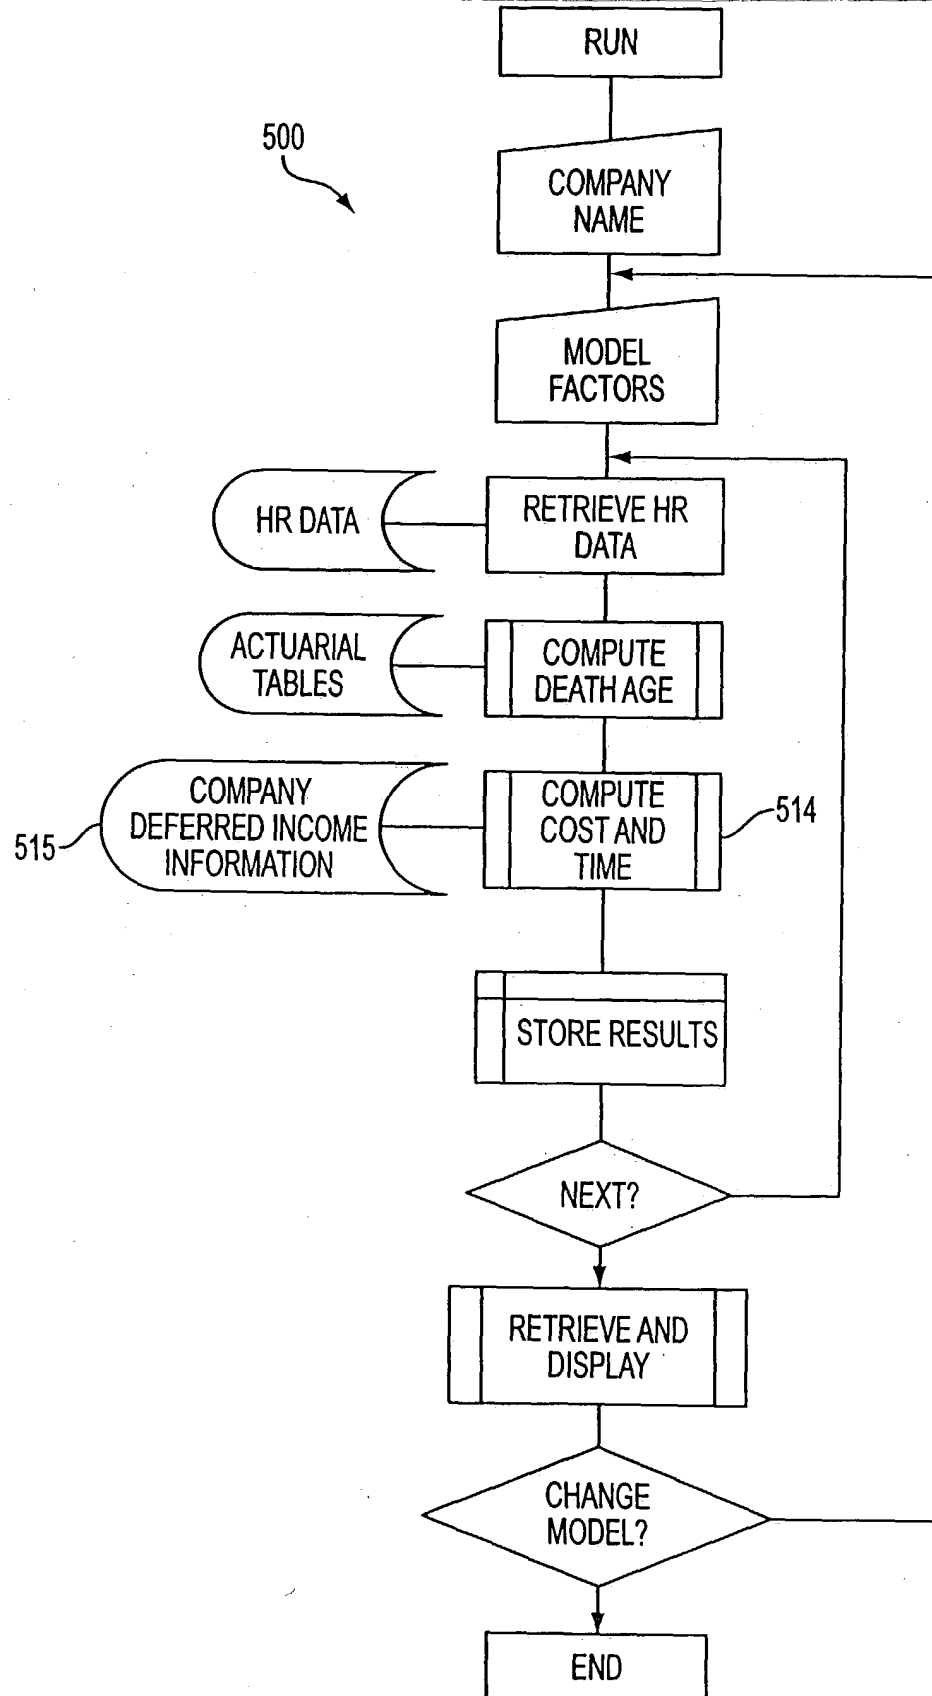 RUN
500
COMPANY
NAME
MODEL
FACTORS
HR DATA
RETRIEVE HR
DATA
ACTUARIAL
TABLES
COMPUTE
DEATH AGE
COMPANY
DEFERRED INCOME
INFORMATION
515
COMPUTE
COST AND
TIME
514
STORE RESULTS
NEXT?
RETRIEVE AND
DISPLAY
CHANGE
MODEL?
END